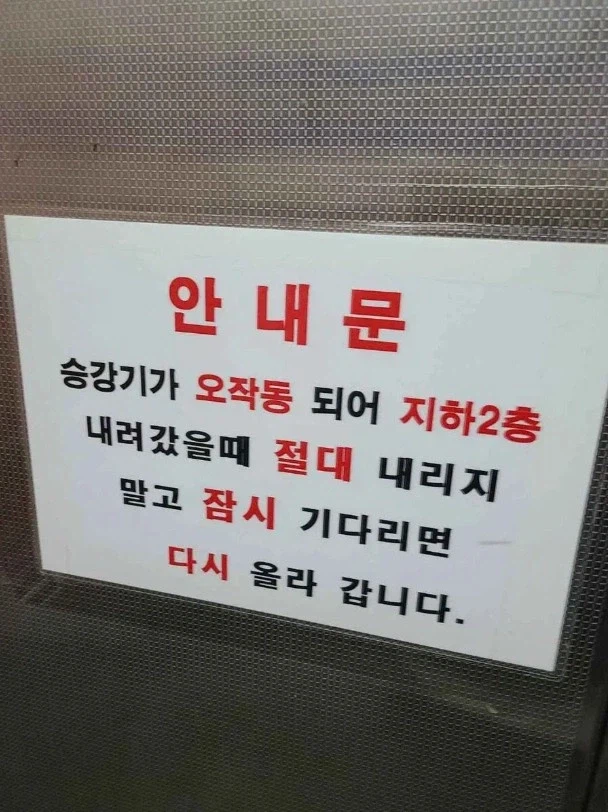 안내문
승강기가 오작동 되어 지하2층
내려갔을때 절대 내리지
말고 잠시 기다리면
다시 올라 갑니다.